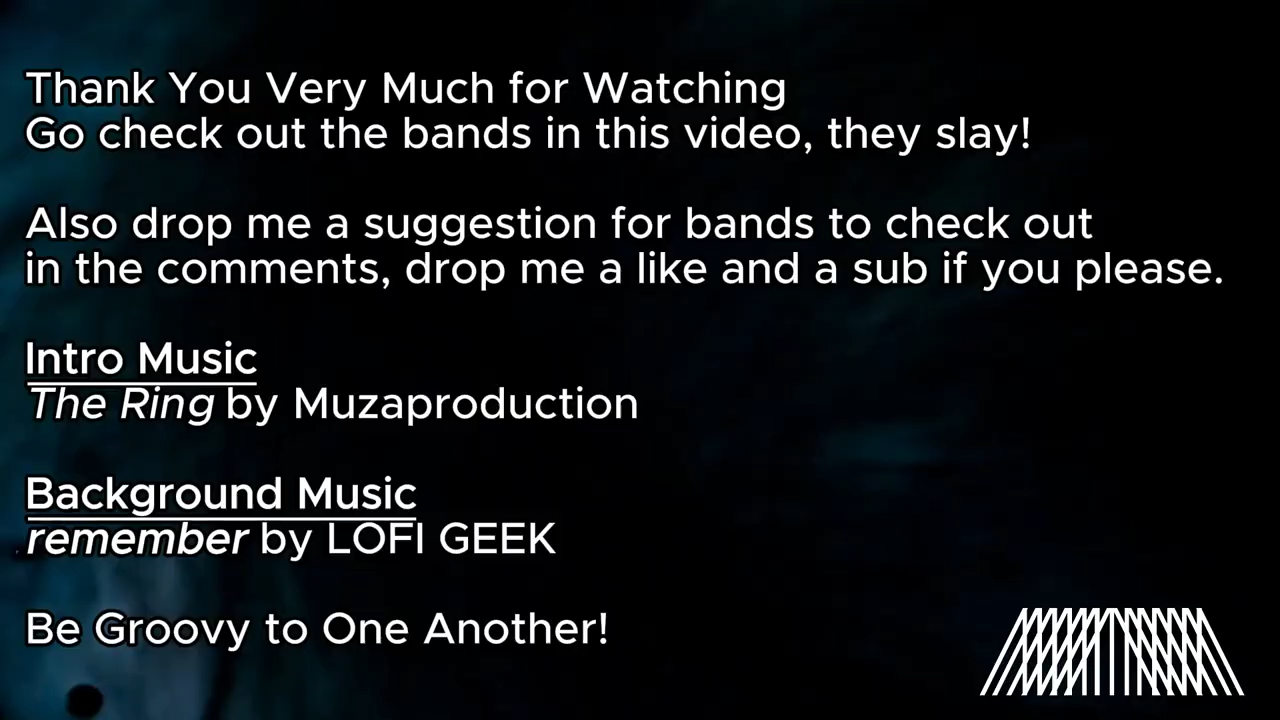 Thank You Very Much for Watching
Go check out the bands in this video, they slay!
Also drop me a suggestion for bands to check out
in the comments, drop me a like and a sub if you please.
Intro Music
The Ring by Muzaproduction
Background Music
remember by LOFI GEEK
Be Groovy to One Another!